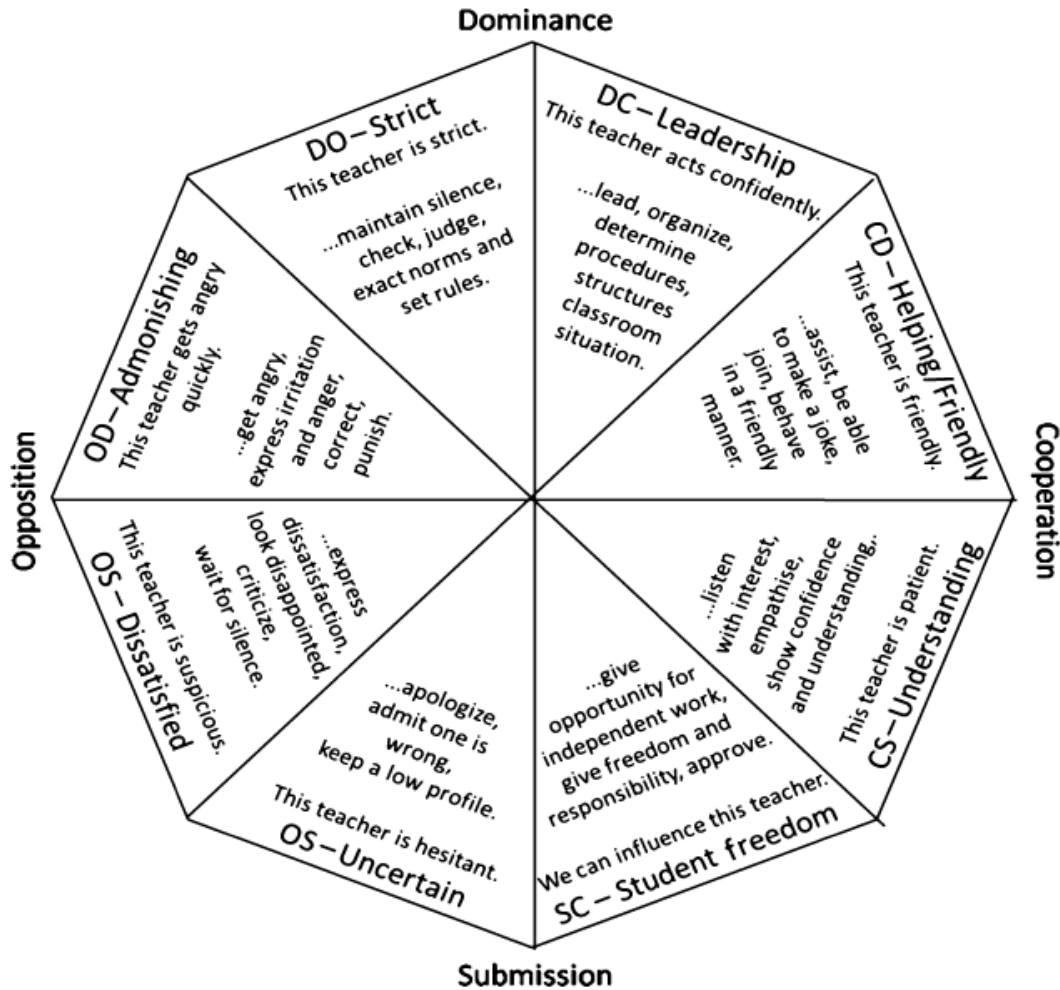 Dominance
DO – Strict
This teacher is strict.
...maintain silence,
check, judge,
exact norms and
set rules.
DC – Leadership
This teacher acts confidently.
...lead, organize,
determine
procedures,
structures
classroom
situation.
CD – Helping/Friendly
This teacher is friendly.
...assist, be able
to make a joke,
join, behave
in a friendly
manner.
Cooperation
CS – Understanding
This teacher is patient.
...listen
with interest,
empathise,
show confidence
and understanding,..
SC – Student freedom
We can influence this teacher.
...give
opportunity for
independent work,
give freedom and
responsibility, approve.
Submission
OS – Uncertain
This teacher is hesitant.
...apologize,
admit one is
wrong,
keep a low profile.
OS – Dissatisfied
This teacher is suspicious.
...express
dissatisfaction,
look disappointed,
criticize,
wait for silence.
Opposition
OD – Admonishing
This teacher gets angry
quickly.
...get angry,
express irritation
and anger,
correct,
punish.